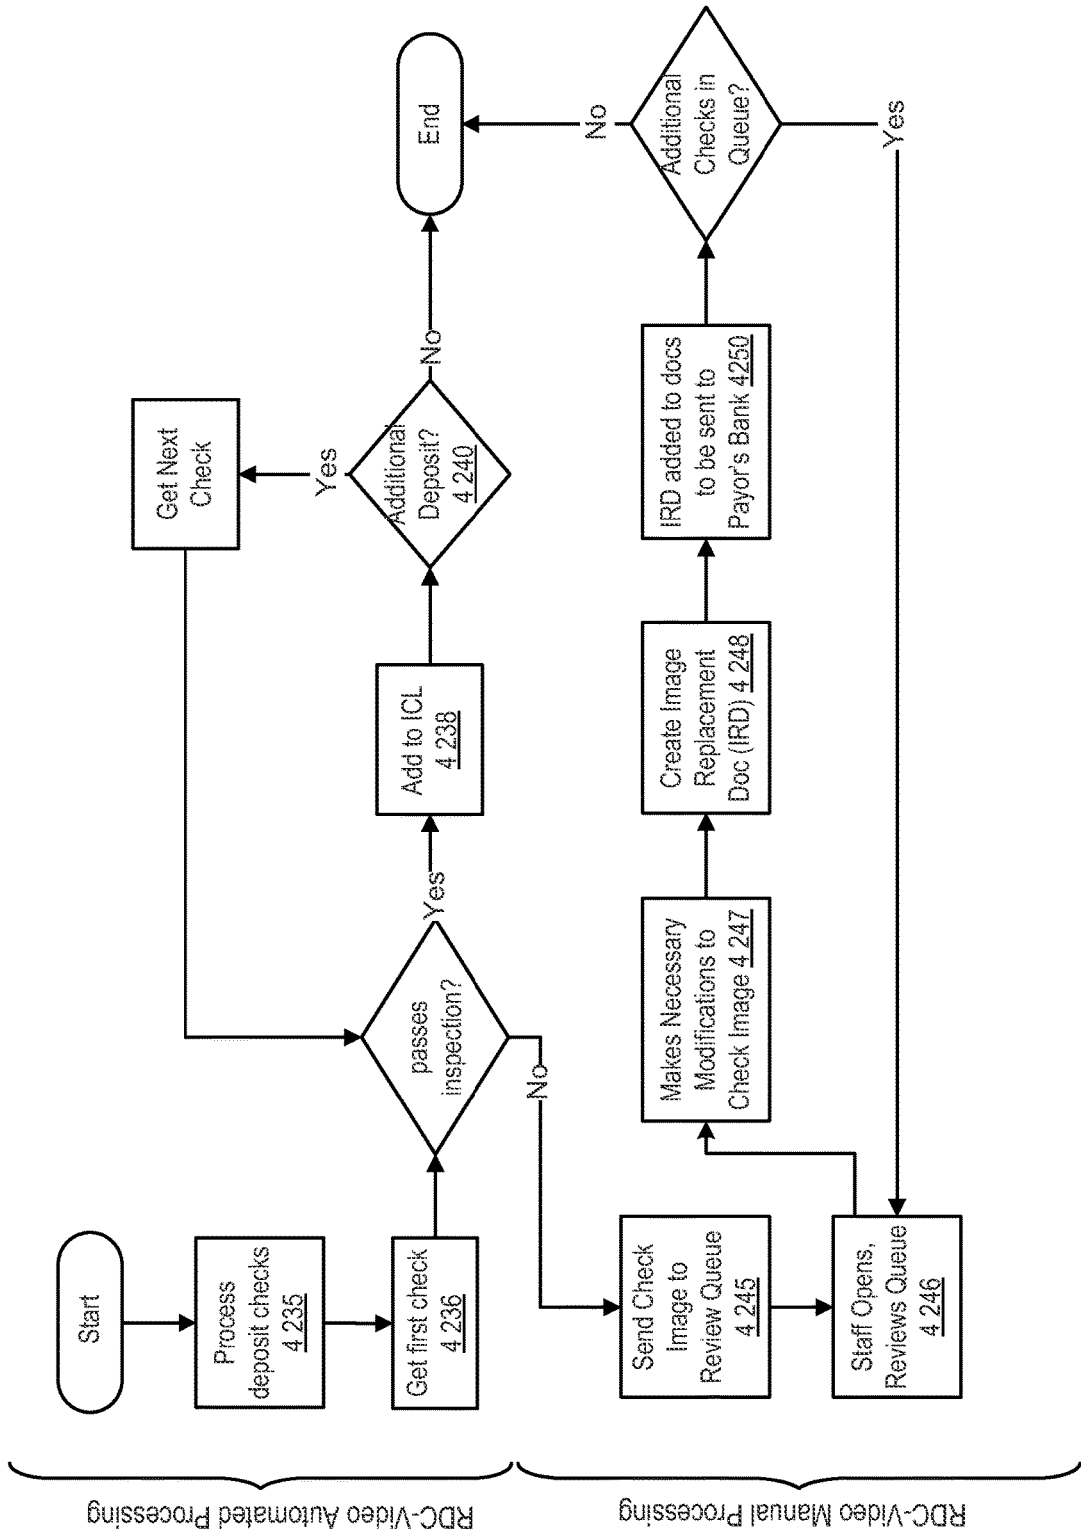 RDC-Video Automated Processing
Start
Process
deposit checks
4 235
Get first check
4 236
passes
inspection?
Yes
No
Add to ICL
4 238
Additional
Deposit?
4 240
Yes
Get Next
Check
No
End
RDC-Video Manual Processing
Send Check
Image to
Review Queue
4 245
Staff Opens,
Reviews Queue
4 246
Makes Necessary
Modifications to
Check Image 4 247
Create Image
Replacement
Doc (IRD) 4 248
IRD added to docs
to be sent to
Payor's Bank 4250
Additional
Checks in
Queue?
No
Yes